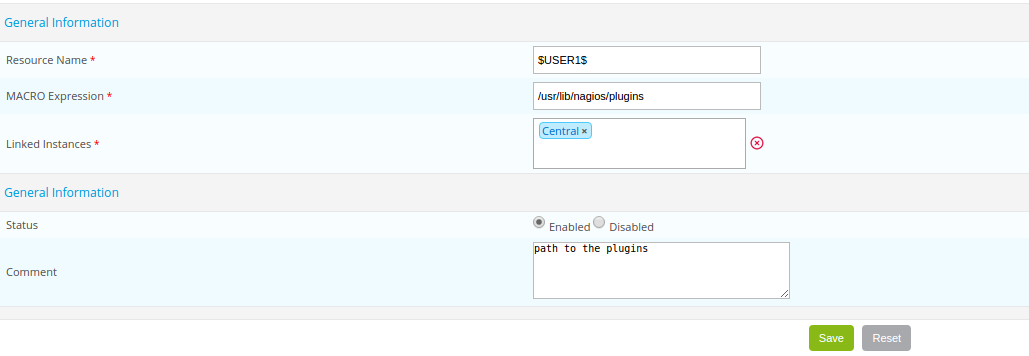 General Information
Resource Name *
$USER1$
MACRO Expression *
/usr/lib/nagios/plugins
Linked Instances *
Central ×
General Information
Status
Enabled Disabled
Comment
path to the plugins
Save Reset